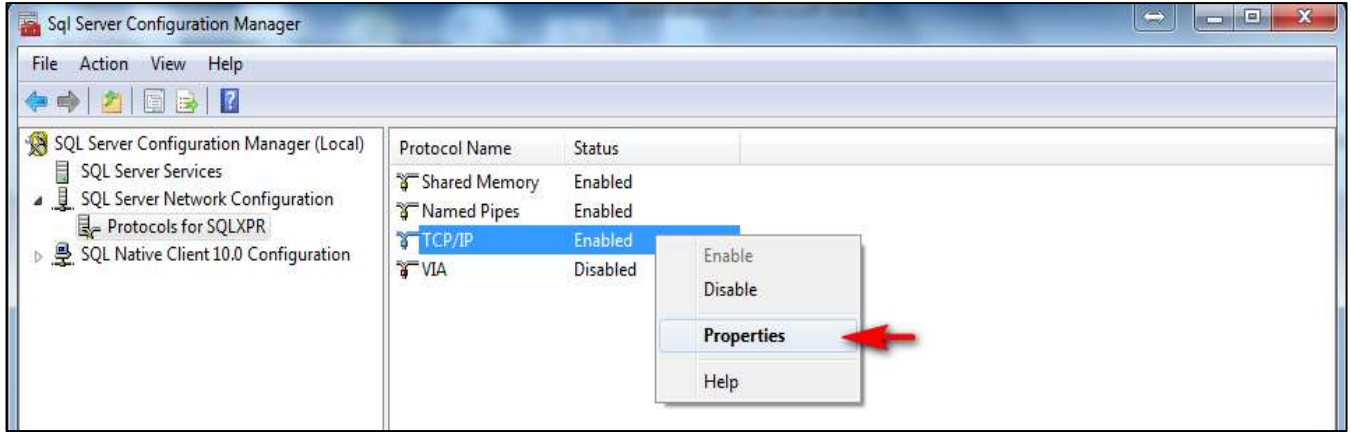 Sql Server Configuration Manager
File Action View Help
SQL Server Configuration Manager (Local)
SQL Server Services
SQL Server Network Configuration
Protocols for SQLXPR
SQL Native Client 10.0 Configuration
Protocol Name Status
Shared Memory Enabled
Named Pipes Enabled
TCP/IP Enabled
VIA Disabled
Enable
Disable
Properties
Help